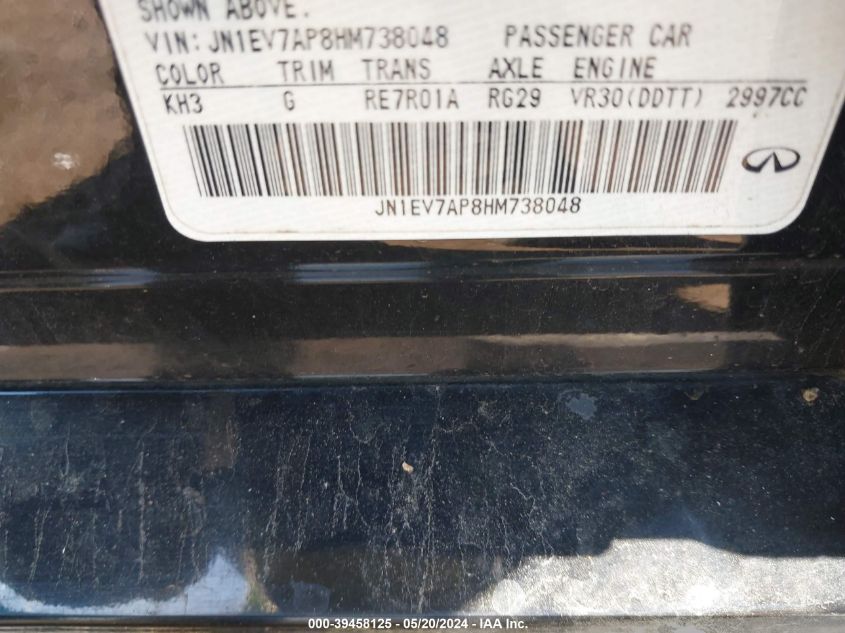 SHOWN ABOVE.
VIN: JN1EV7AP8HM738048 PASSENGER CAR
COLOR TRIM TRANS AXLE ENGINE
KH3 G RE7R01A RG29 VR30(DDTT) 2997CC
JN1EV7AP8HM738048
000-39458125 - 05/20/2024 - IAA Inc.